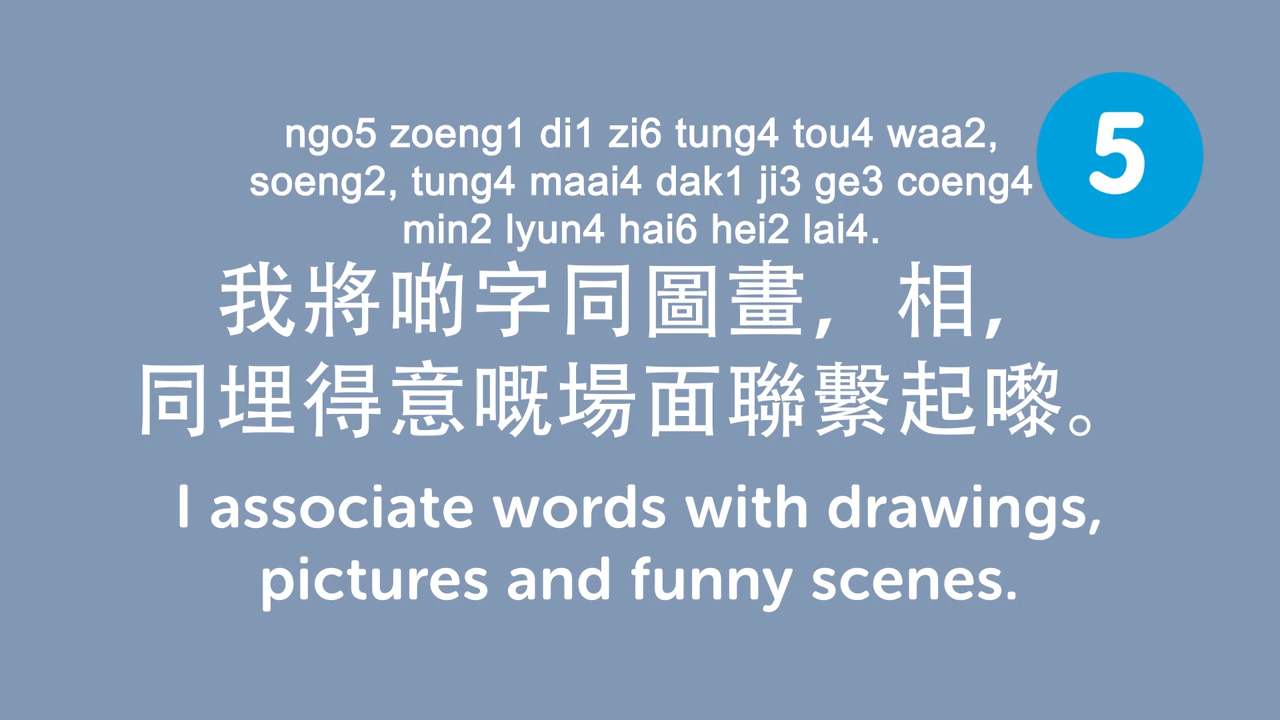 ngo5 zoeng1 di1 zi6 tung4 tou4 waa2,
soeng2, tung4 maai4 dak1 ji3 ge3 coeng4
min2 lyun4 hai6 hei2 lai4.
5
我將啲字同圖畫，相，
同埋得意嘅場面聯繫起嚟。
I associate words with drawings,
pictures and funny scenes.